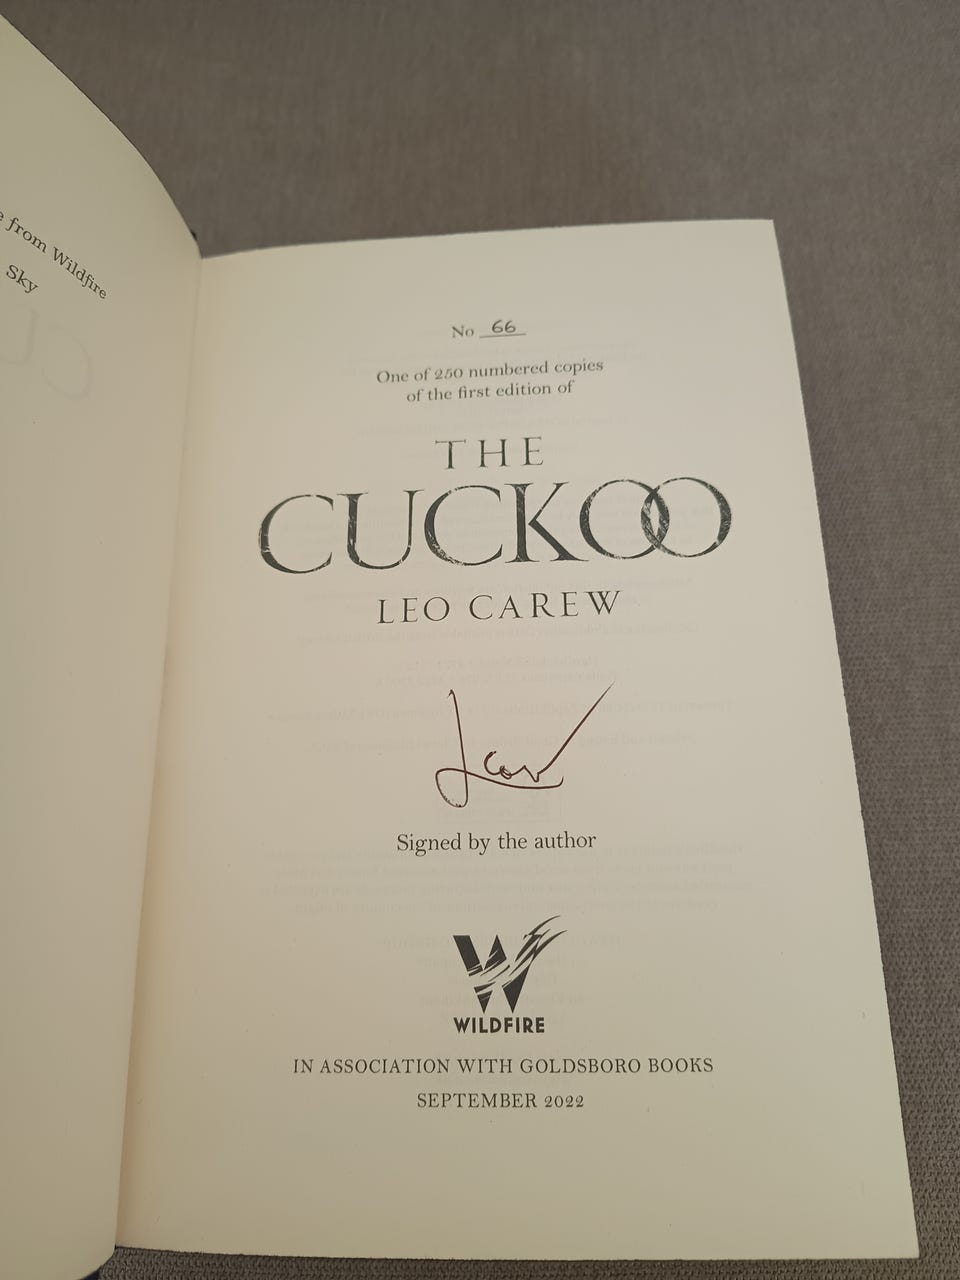 e from Wildfire
Sky
No 66
One of 250 numbered copies
of the first edition of
THE
CUCKOO
LEO CAREW
Signed by the author
W
WILDFIRE
IN ASSOCIATION WITH GOLDSBORO BOOKS
SEPTEMBER 2022